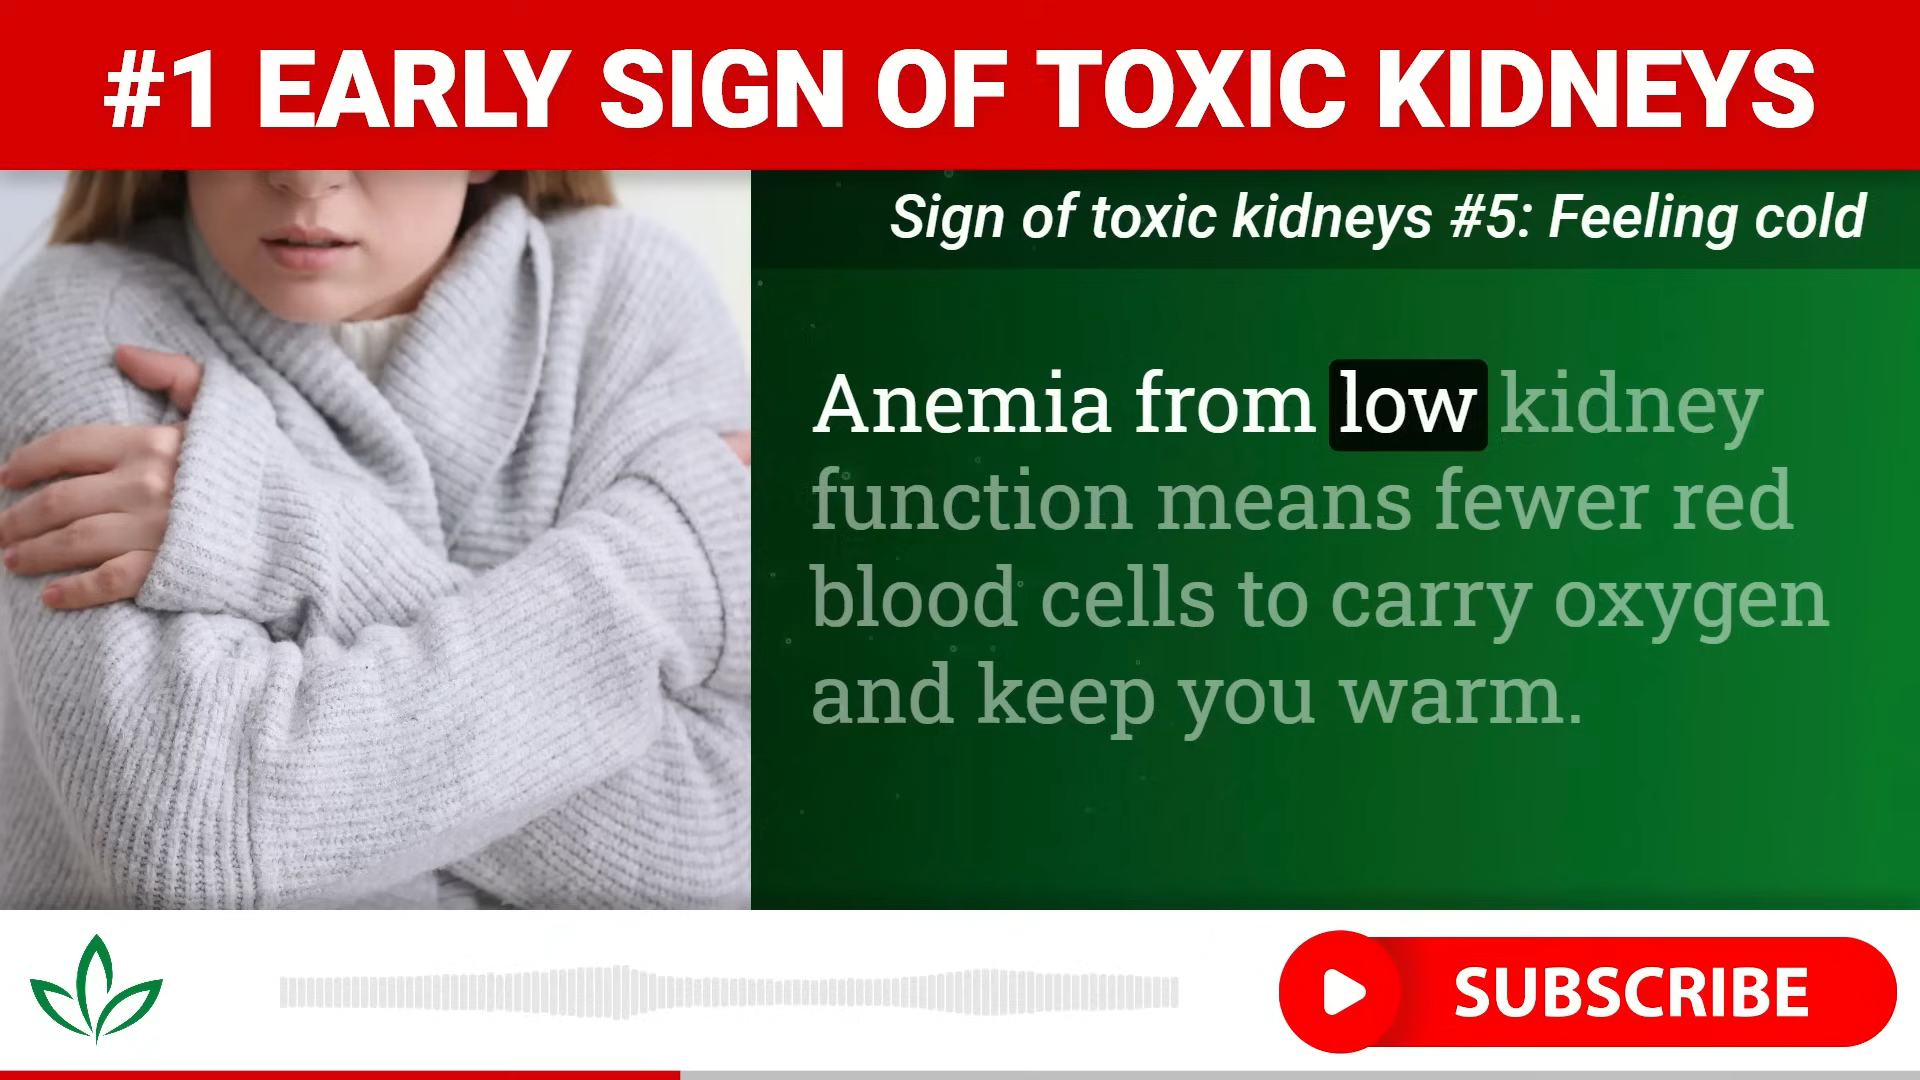 #1 EARLY SIGN OF TOXIC KIDNEYS
Sign of toxic kidneys #5: Feeling cold
Anemia from low kidney
function means fewer red
blood cells to carry oxygen
and keep you warm.
SUBSCRIBE